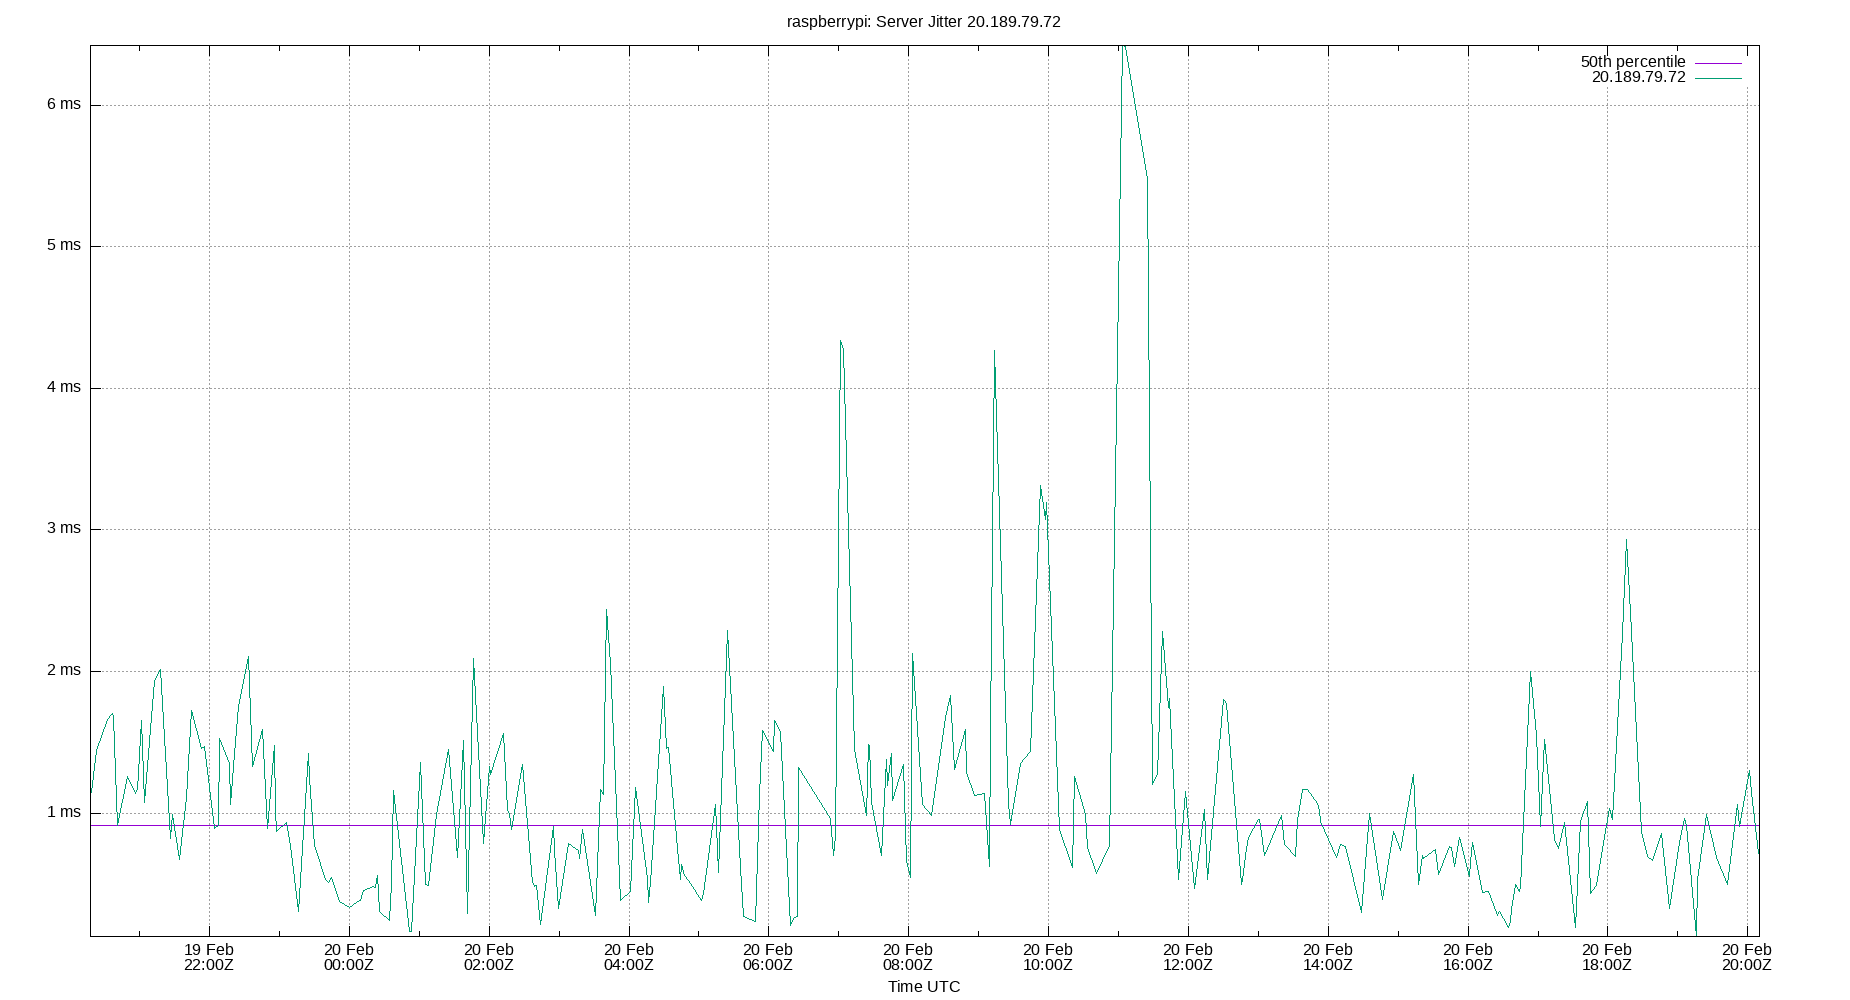 raspberrypi: Server Jitter 20.189.79.72
50th percentile
20.189.79.72
6 ms
5 ms
4 ms
3 ms
2 ms
1 ms
19 Feb 20 Feb 20 Feb 20 Feb 20 Feb 20 Feb 20 Feb 20 Feb 20 Feb 20 Feb 20 Feb 20 Feb
22:00Z 00:00Z 02:00Z 04:00Z 06:00Z 08:00Z 10:00Z 12:00Z 14:00Z 16:00Z 18:00Z 20:00Z
Time UTC